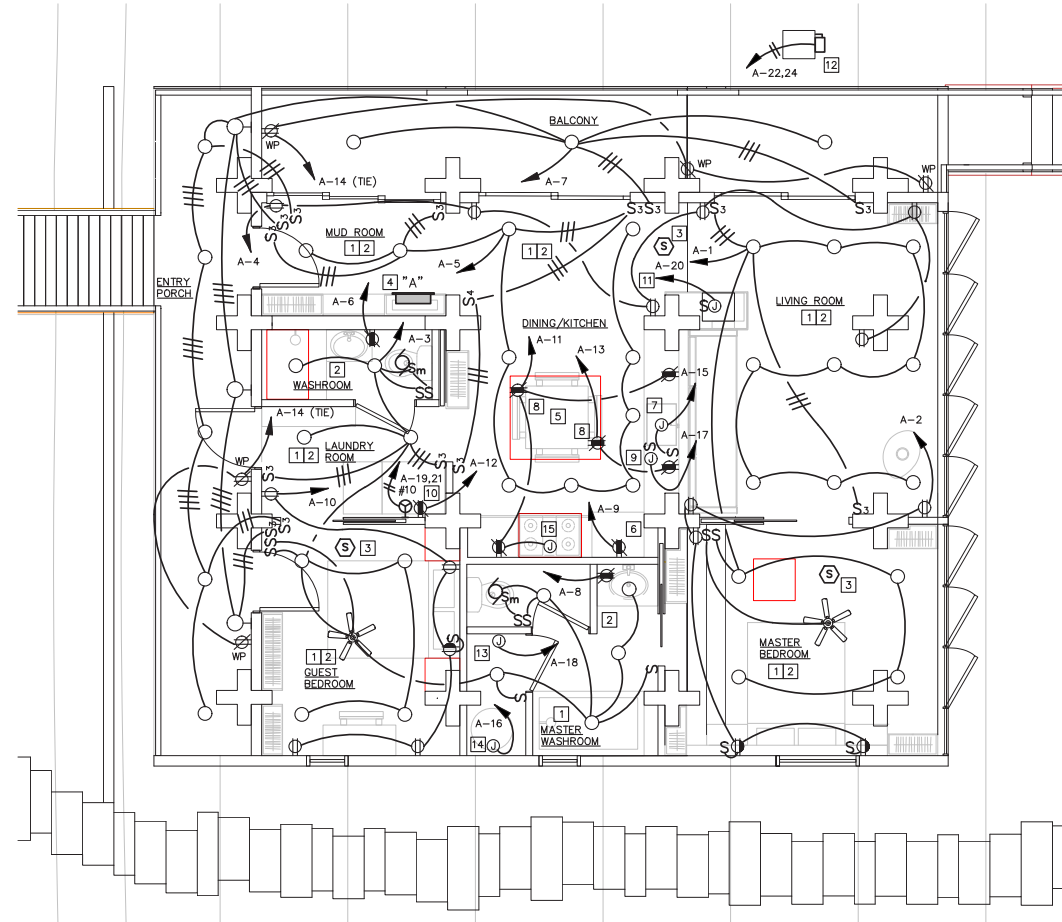 12
A-22,24
BALCONY
WP
WP
WP
A-14 (TIE)
A-7
S3
S3
S3
S3
S3
S3
S3
MUD ROOM
1 2
1 2
S
3
A-1
A-4
A-5
A-20
11
ENTRY
PORCH
4 "A"
A-6
S4
SJ
LIVING ROOM
1 2
DINING/KITCHEN
A-3
A-11
A-13
2
WASHROOM
Sm
SS
A-15
A-14 (TIE)
8
5
7
J
A-2
8
S
A-17
1 2
LAUNDRY
ROOM
WP
S3
S3
S3
9
J
A-19,21
#10
10
A-12
A-10
A-9
S3
S3
S3
SS
15
J
6
SS
S
3
S
3
Sm
SS
A-8
2
WP
S
13
J
A-18
S
1 2
GUEST
BEDROOM
MASTER
BEDROOM
1 2
S
A-16
1
MASTER
WASHROOM
14
J
S
S